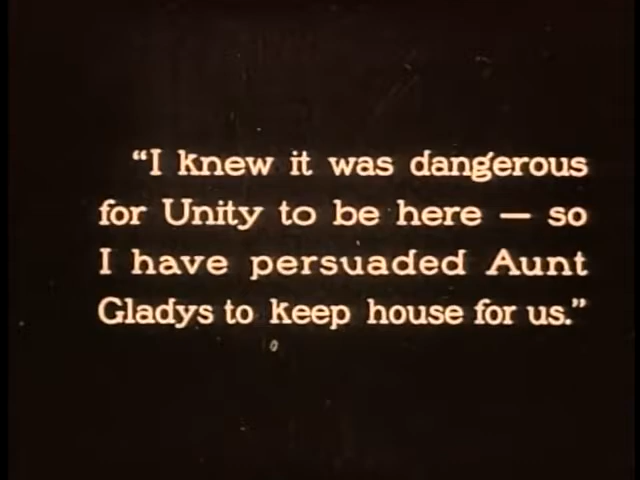 “I knew it was dangerous
for Unity to be here — so
I have persuaded Aunt
Gladys to keep house for us.”